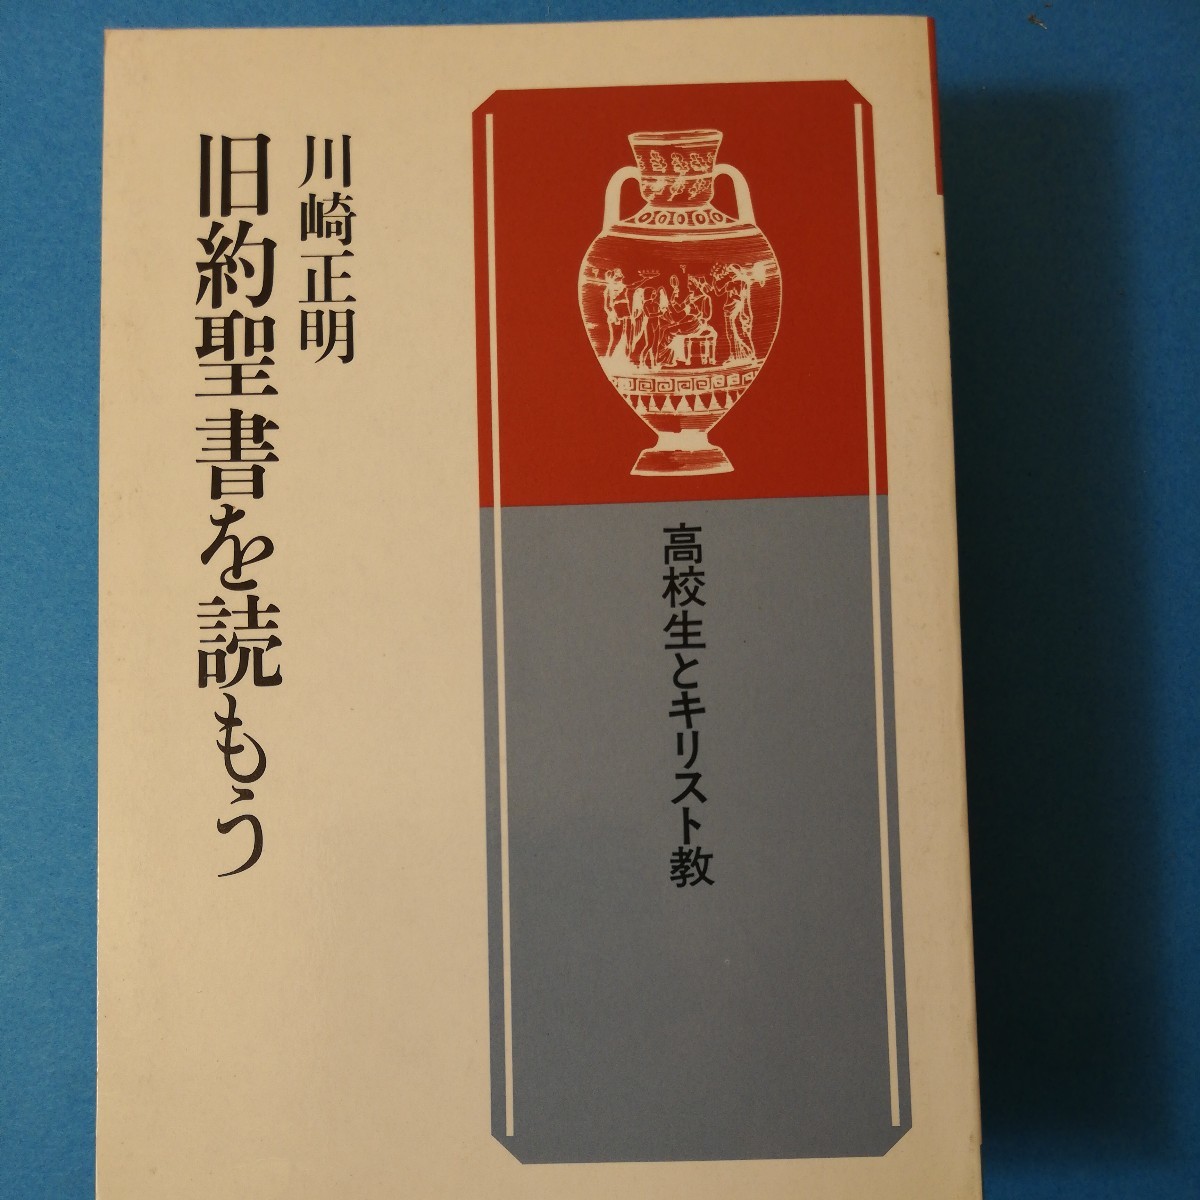 高校生とキリスト教
川崎正明
旧約聖書を読もう